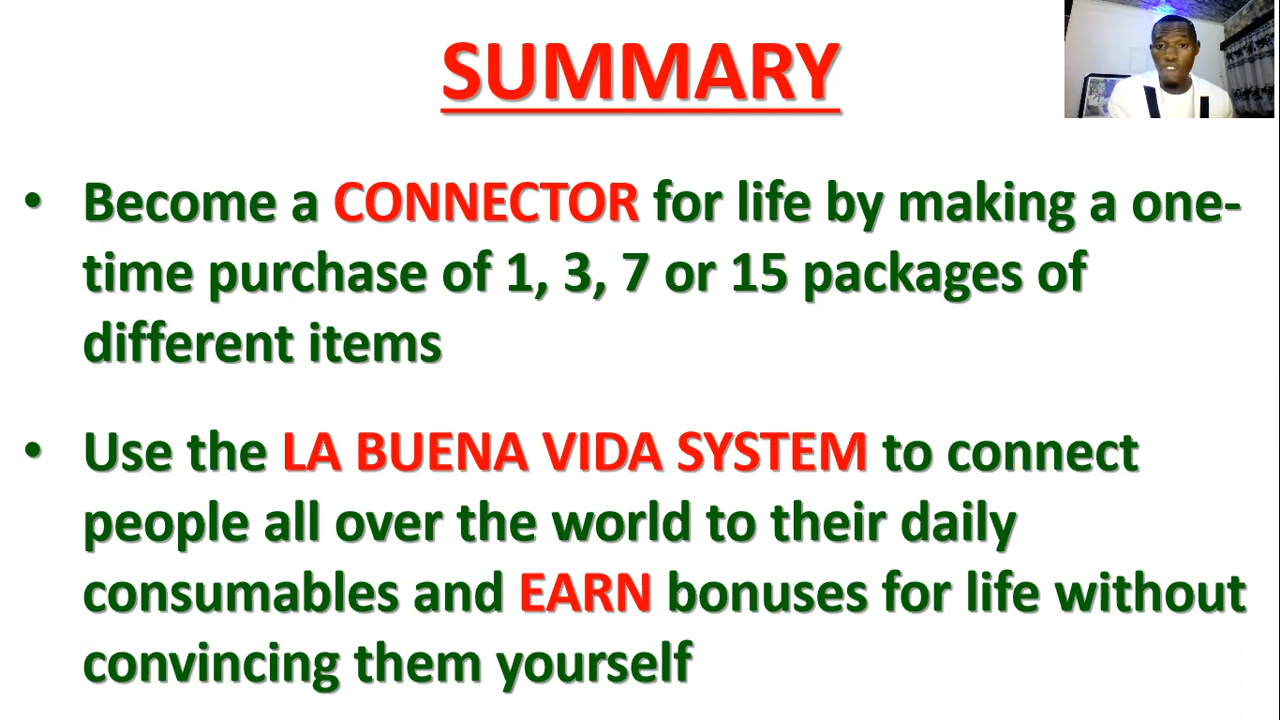 SUMMARY
• Become a CONNECTOR for life by making a one-
time purchase of 1, 3, 7 or 15 packages of
different items
• Use the LA BUENA VIDA SYSTEM to connect
people all over the world to their daily
consumables and EARN bonuses for life without
convincing them yourself